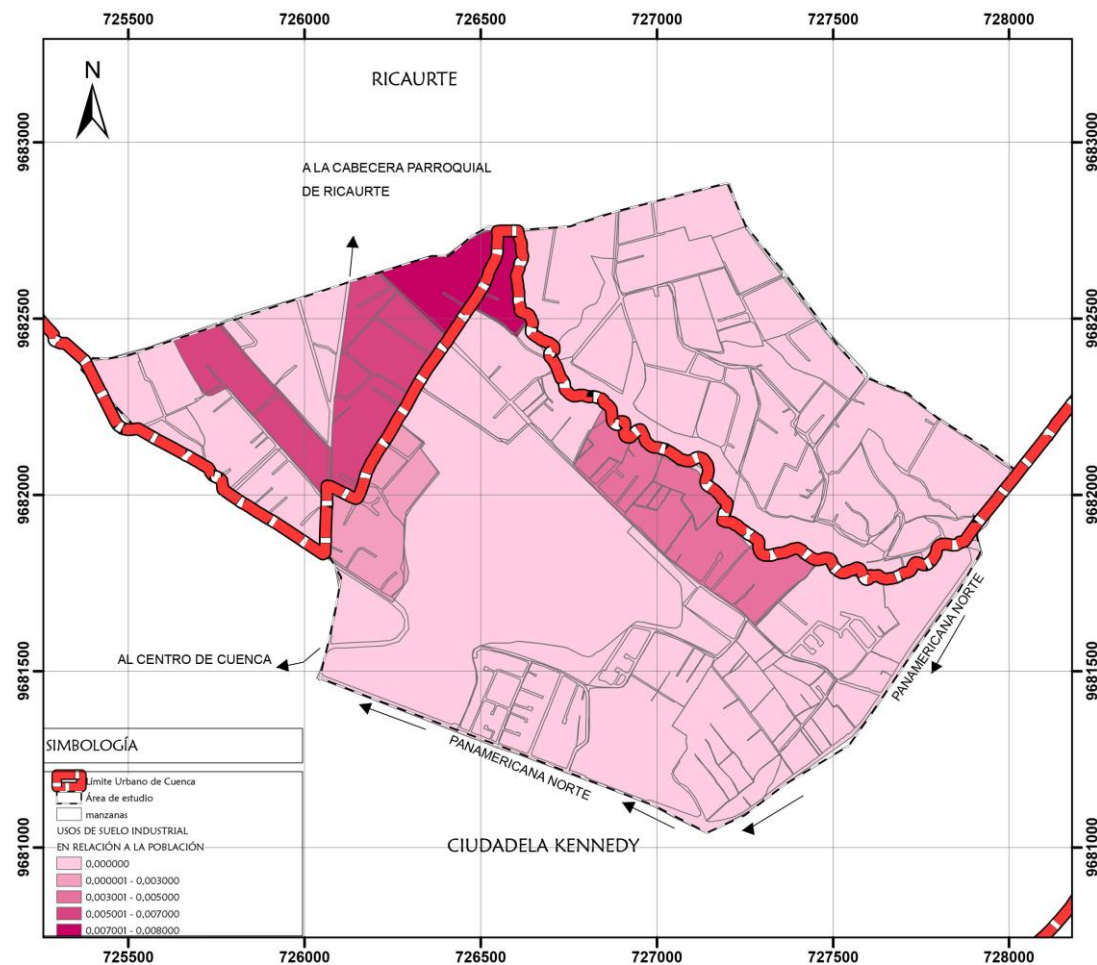 725500 726000 726500 727000 727500 728000
N
RICAURTE
9683000 9683000
A LA CABECERA PARROQUIAL
DE RICAURTE
9682500 9682500
9682000 9682000
PANAMERICANA NORTE
AL CENTRO DE CUENCA
9681500 9681500
PANAMERICANA NORTE
CIUDADELA KENNEDY
9681000 9681000
SIMBOLOGÍA
Límite Urbano de Cuenca
Área de estudio
manzanas
USOS DE SUELO INDUSTRIAL
EN RELACIÓN A LA POBLACIÓN
0,000000
0,000001 - 0,003000
0,003001 - 0,005000
0,005001 - 0,007000
0,007001 - 0,008000
725500 726000 726500 727000 727500 728000